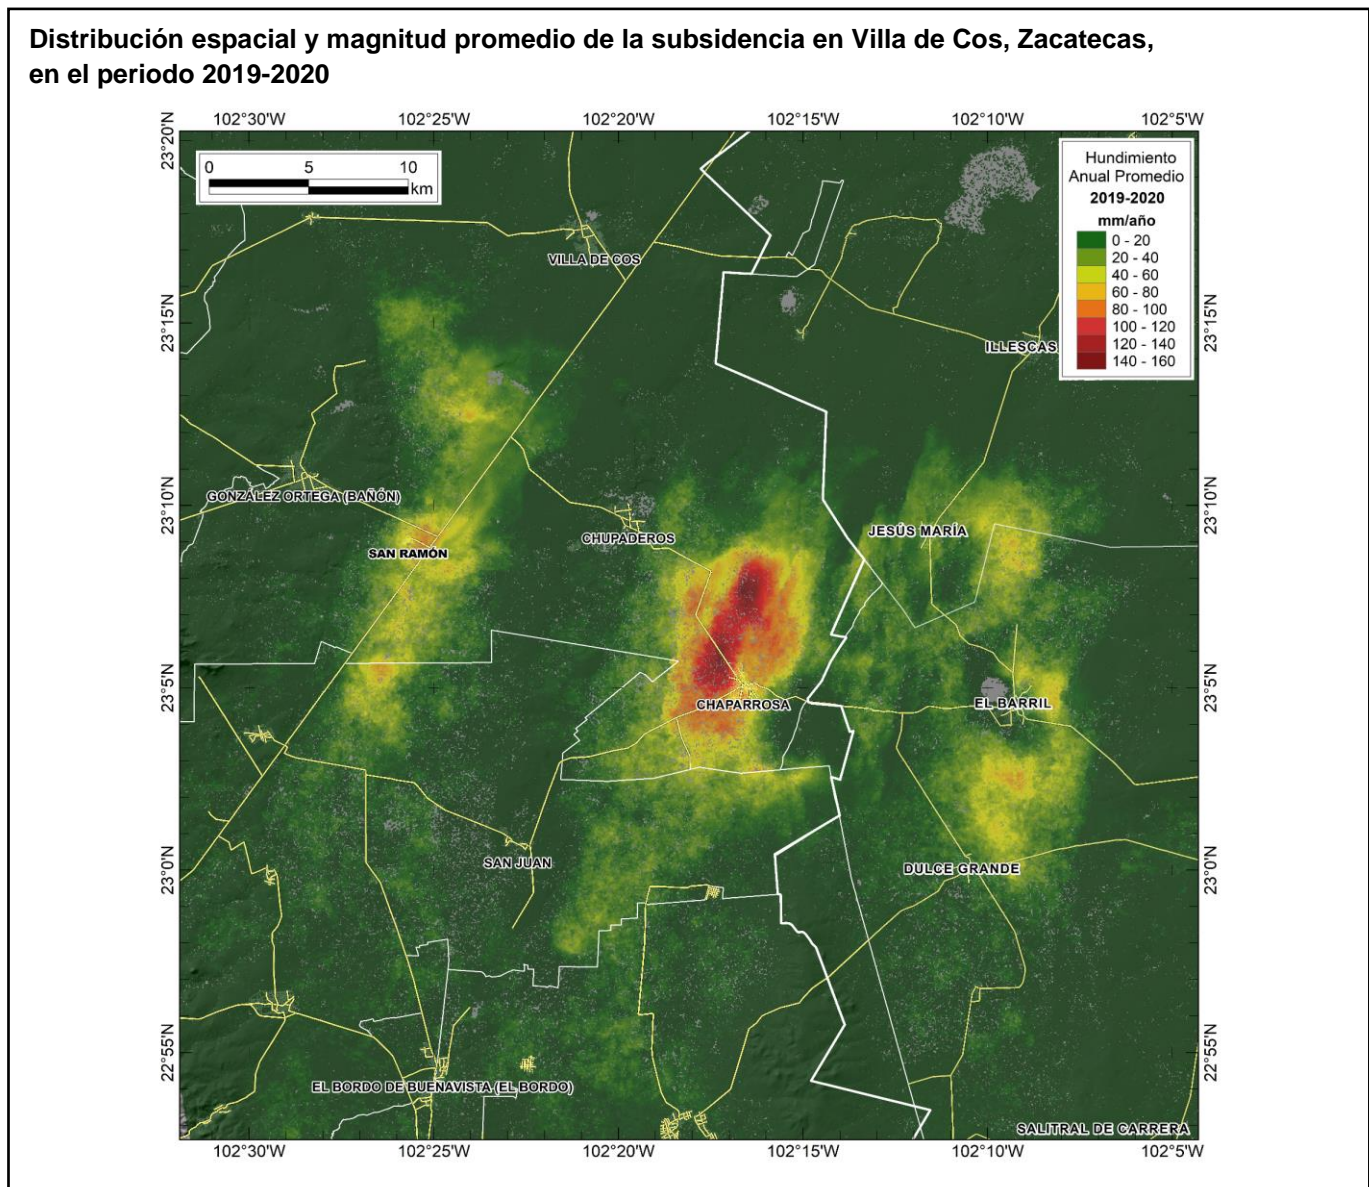 Distribución espacial y magnitud promedio de la subsidencia en Villa de Cos, Zacatecas,
en el periodo 2019-2020
102°30'W 102°25'W 102°20'W 102°15'W 102°10'W 102°5'W
23°20'N
0 5 10
km
Hundimiento
Anual Promedio
2019-2020
mm/año
0 - 20
20 - 40
40 - 60
60 - 80
80 - 100
100 - 120
120 - 140
140 - 160
VILLA DE COS
23°15'N 23°15'N
ILLESCAS
GONZÁLEZ ORTEGA (BAÑÓN)
23°10'N 23°10'N
SAN RAMÓN
CHUPADEROS
JESÚS MARÍA
23°5'N 23°5'N
CHAPARROSA
EL BARRIL
SAN JUAN
DULCE GRANDE
23°0'N 23°0'N
22°55'N 22°55'N
EL BORDO DE BUENAVISTA (EL BORDO)
SALITRAL DE CARRERA
102°30'W 102°25'W 102°20'W 102°15'W 102°10'W 102°5'W